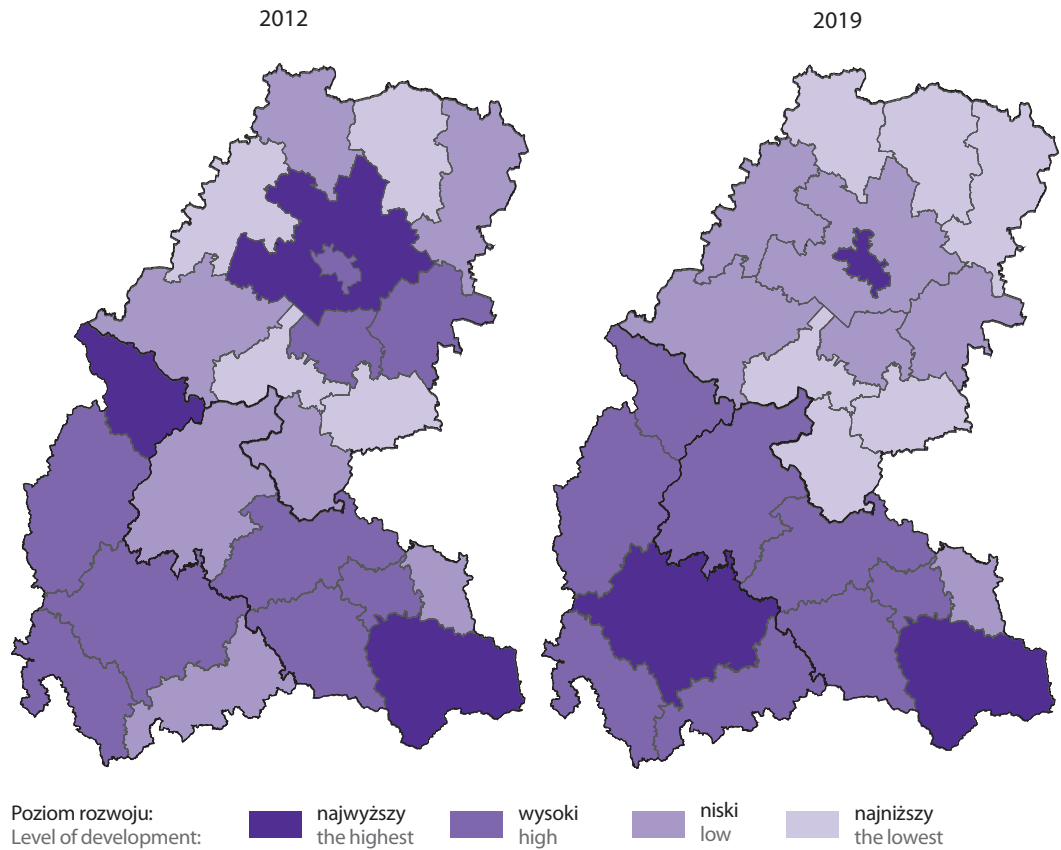 2012 2019
Poziom rozwoju: najwyższy wysoki niski najniższy
Level of development: the highest high low the lowest